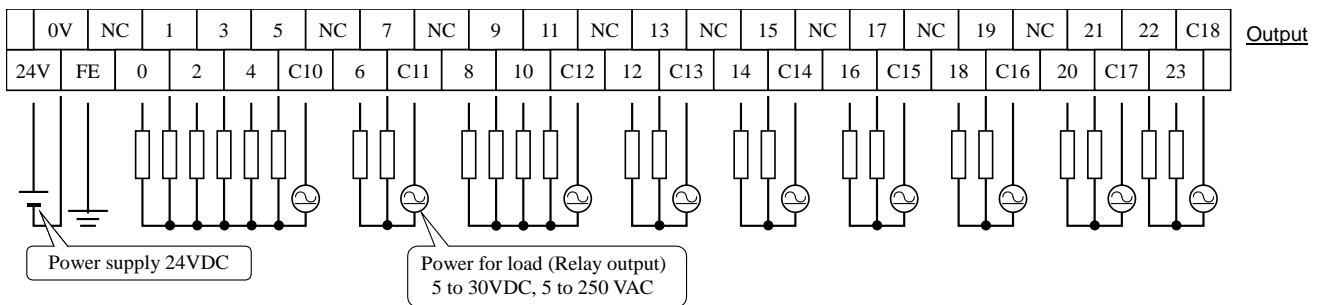 0V NC 1 3 5 NC 7 NC 9 11 NC 13 NC 15 NC 17 NC 19 NC 21 22 C18 Output
24V FE 0 2 4 C10 6 C11 8 10 C12 12 C13 14 C14 16 C15 18 C16 20 C17 23
Power supply 24VDC
Power for load (Relay output)
5 to 30VDC, 5 to 250 VAC